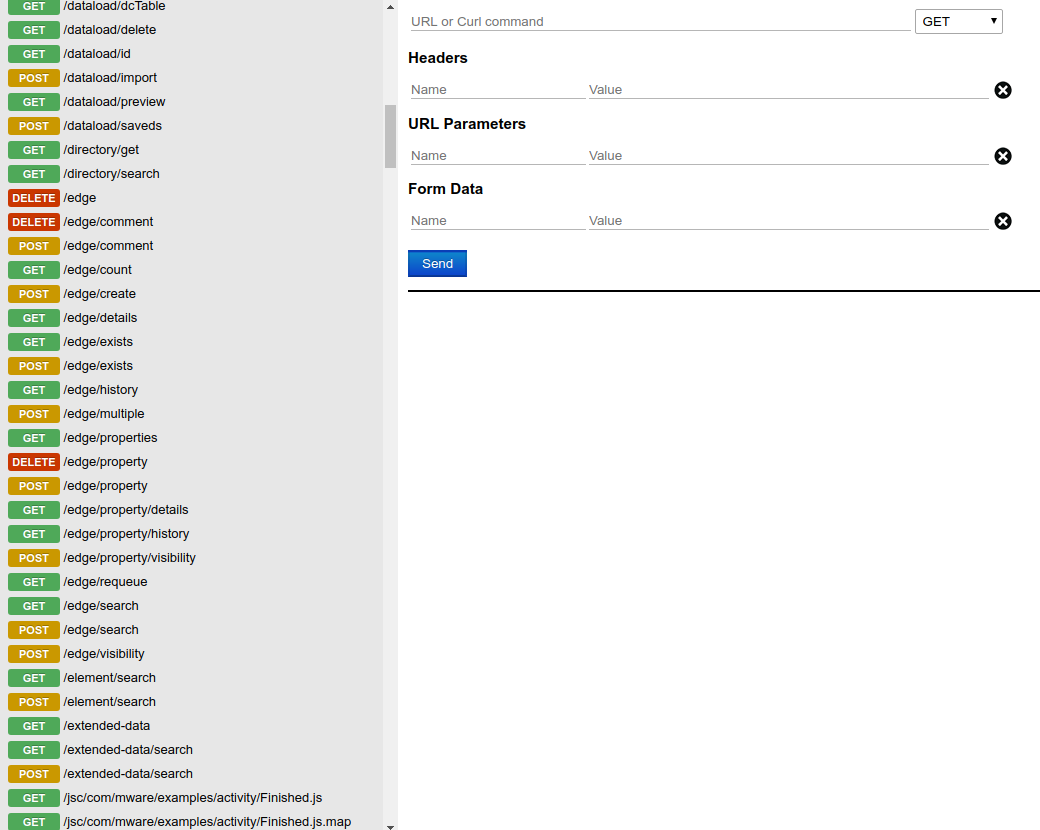 GET /dataload/dcTable
GET /dataload/delete
GET /dataload/id
POST /dataload/import
GET /dataload/preview
POST /dataload/saveds
GET /directory/get
GET /directory/search
DELETE /edge
DELETE /edge/comment
POST /edge/comment
GET /edge/count
POST /edge/create
GET /edge/details
GET /edge/exists
POST /edge/exists
GET /edge/history
POST /edge/multiple
GET /edge/properties
DELETE /edge/property
POST /edge/property
GET /edge/property/details
GET /edge/property/history
POST /edge/property/visibility
GET /edge/requeue
GET /edge/search
POST /edge/search
POST /edge/visibility
GET /element/search
POST /element/search
GET /extended-data
GET /extended-data/search
POST /extended-data/search
GET /jsc/com/mware/examples/activity/Finished.js
GET /jsc/com/mware/examples/activity/Finished.js.map
URL or Curl command GET
Headers
Name Value
URL Parameters
Name Value
Form Data
Name Value
Send